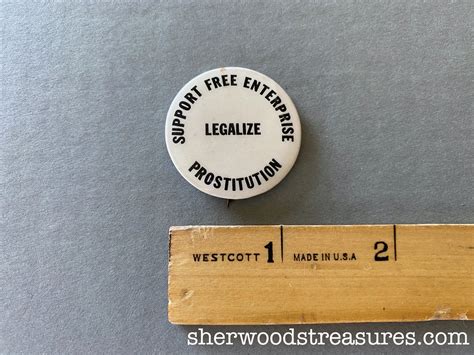 SUPPORT FREE ENTERPRISE
LEGALIZE
PROSTITUTION
WESTCOTT 1 MADE IN U.S.A 2
sherwoodstreasures.com